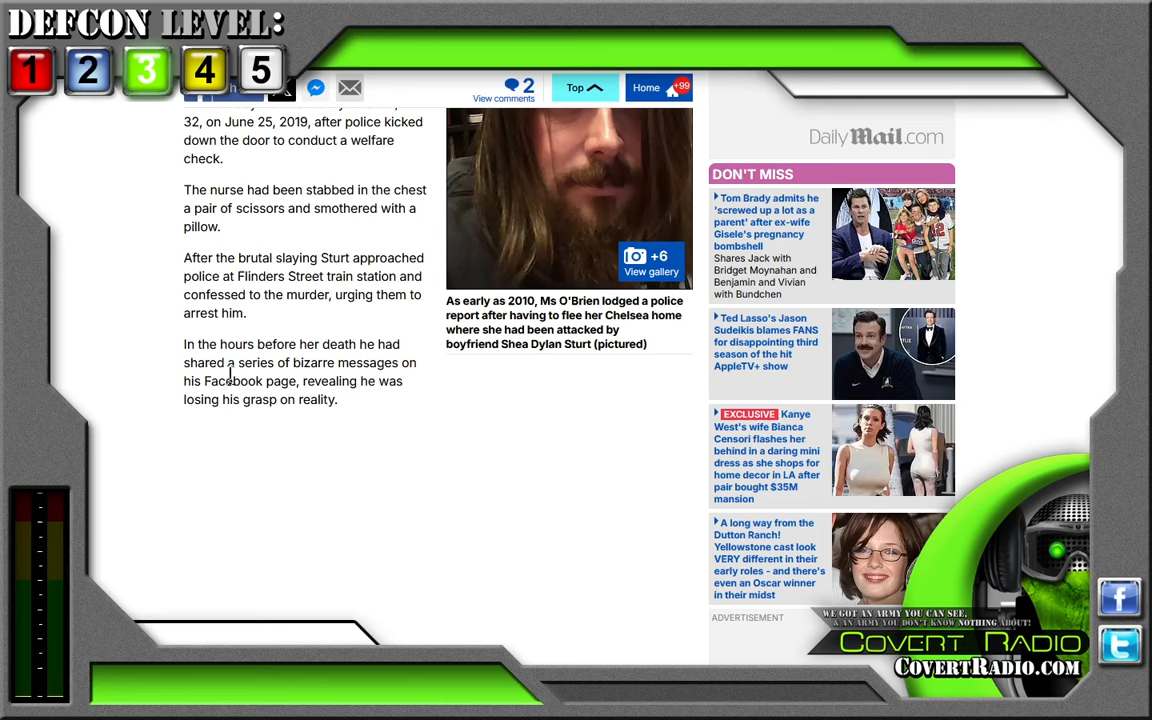 DEFCON LEVEL:
1 2 3 4 5
2
View comments
Top
Home
+99
32, on June 25, 2019, after police kicked
down the door to conduct a welfare
check.
The nurse had been stabbed in the chest
a pair of scissors and smothered with a
pillow.
After the brutal slaying Sturt approached
police at Flinders Street train station and
confessed to the murder, urging them to
arrest him.
In the hours before her death he had
shared a series of bizarre messages on
his Facebook page, revealing he was
losing his grasp on reality.
+6
View gallery
As early as 2010, Ms O'Brien lodged a police
report after having to flee her Chelsea home
where she had been attacked by
boyfriend Shea Dylan Sturt (pictured)
DailyMail.com
DON'T MISS
Tom Brady admits he
'screwed up a lot as a
parent' after ex-wife
Gisele's pregnancy
bombshell
Shares Jack with
Bridget Moynahan and
Benjamin and Vivian
with Bundchen
Ted Lasso's Jason
Sudeikis blames FANS
for disappointing third
season of the hit
AppleTV+ show
EXCLUSIVE Kanye
West's wife Bianca
Censori flashes her
behind in a daring mini
dress as she shops for
home decor in LA after
pair bought $35M
mansion
A long way from the
Dutton Ranch!
Yellowstone cast look
VERY different in their
early roles - and there's
even an Oscar winner
in their midst
ADVERTISEMENT
WE GOT AN ARMY YOU CAN SEE,
& AN ARMY YOU DON'T KNOW NOTHING ABOUT!
COVERT RADIO
COVERTRADIO.COM